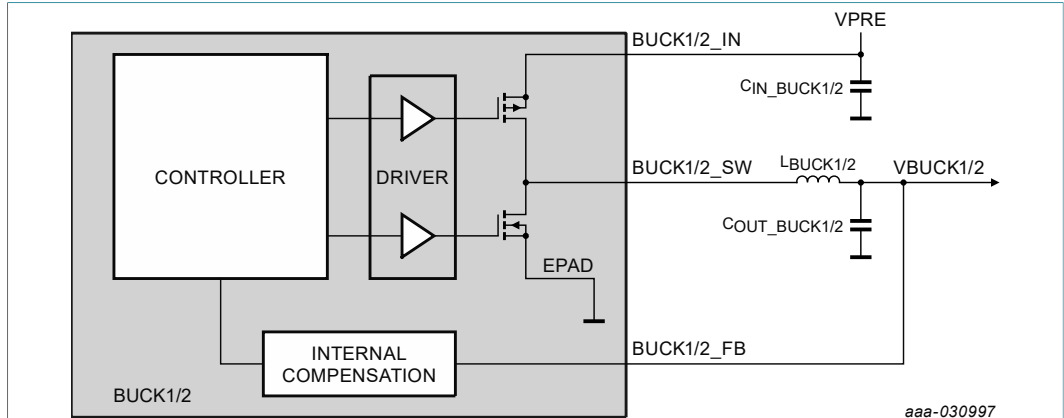 VPRE
BUCK1/2_IN
CIN_BUCK1/2
CONTROLLER
DRIVER
BUCK1/2_SW
LBUCK1/2
VBUCK1/2
COUT_BUCK1/2
EPAD
INTERNAL
COMPENSATION
BUCK1/2_FB
BUCK1/2
aaa-030997